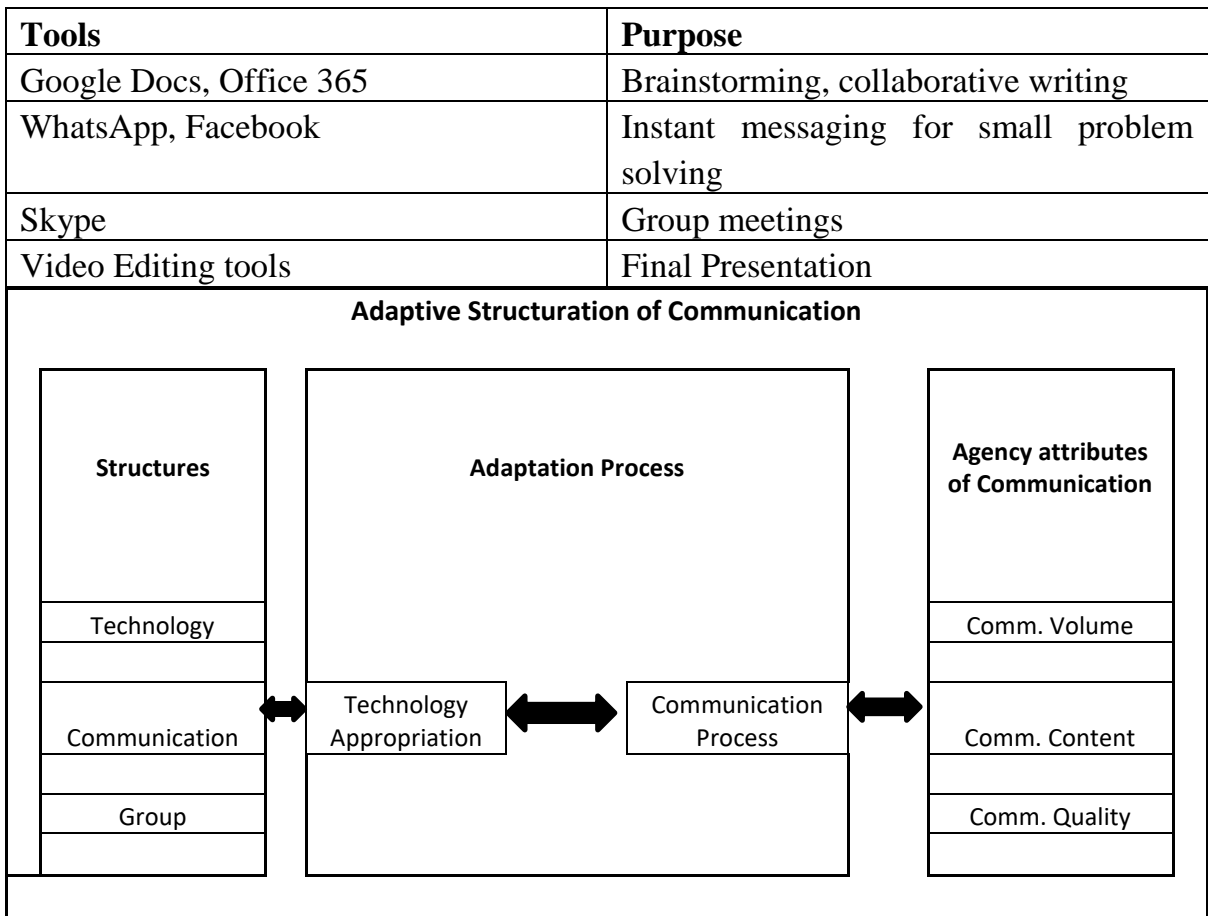 Tools Purpose
Google Docs, Office 365 Brainstorming, collaborative writing
WhatsApp, Facebook Instant messaging for small problem
solving
Skype Group meetings
Video Editing tools Final Presentation
Adaptive Structuration of Communication
Structures
Adaptation Process
Agency attributes
of Communication
Technology
Communication
Group
Technology
Appropriation
Communication
Process
Comm. Volume
Comm. Content
Comm. Quality